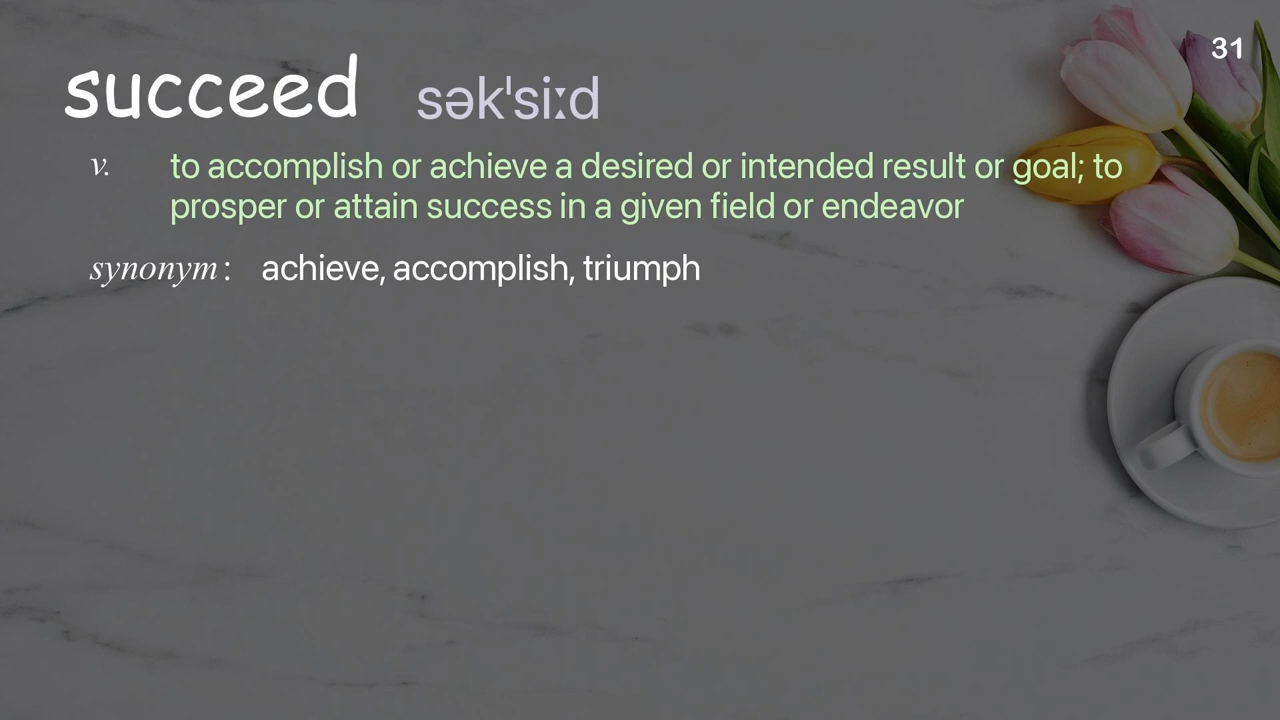 31
succeed səkˈsiːd
v. to accomplish or achieve a desired or intended result or goal; to
prosper or attain success in a given field or endeavor
synonym: achieve, accomplish, triumph